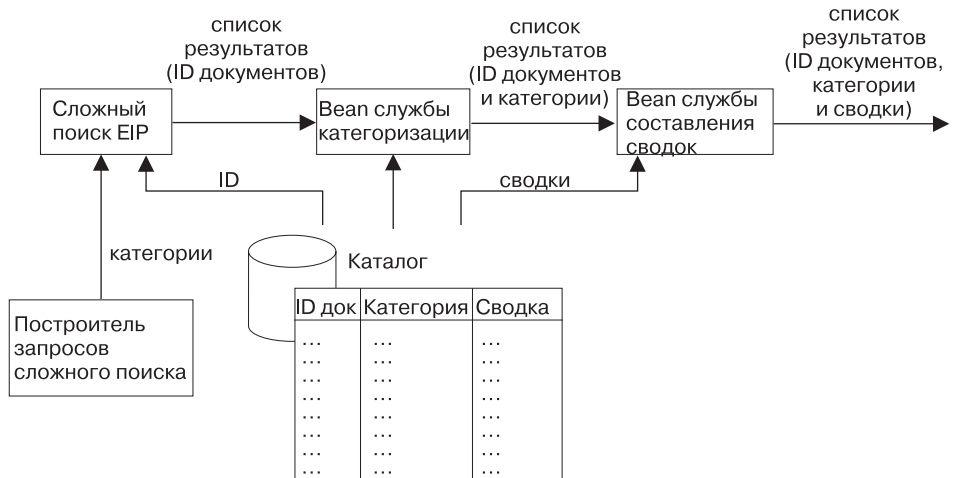 список
результатов
(ID документов)
список
результатов
(ID документов
и категории)
список
результатов
(ID документов,
категории
и сводки)
Сложный
поиск EIP
Bean службы
категоризации
Bean службы
составления
сводок
ID
сводки
категории
Каталог
Построитель
запросов
сложного поиска
ID док Категория Сводка
... ... ...
... ... ...
... ... ...
... ... ...
... ... ...
... ... ...
... ... ...
... ... ...